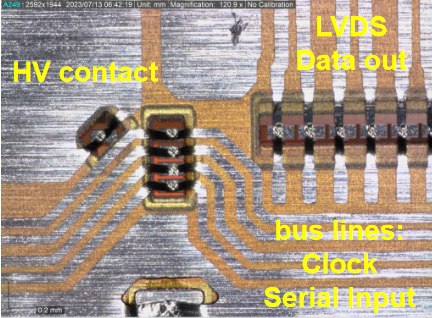 A249 | 2592x1944 | 2023/07/13 06:42:19 | Unit: mm | Magnification: 120.9 x | No Calibration
LVDS
Data out
HV contact
bus lines:
Clock
Serial Input
0.2 mm